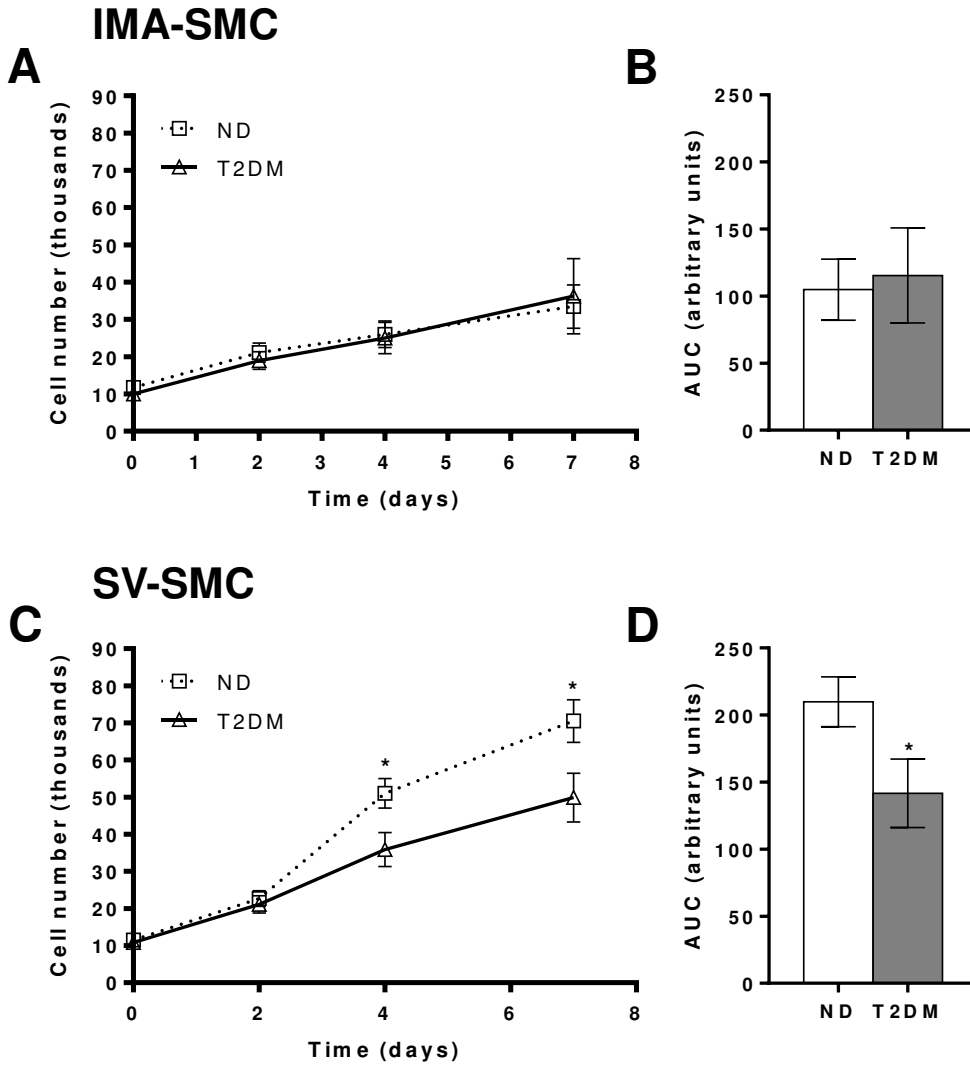 IMA-SMC
A
Cell number (thousands)
90
80
70
60
50
40
30
20
10
0
ND
T2DM
0 1 2 3 4 5 6 7 8
Time (days)
B
AUC (arbitrary units)
250
200
150
100
50
0
ND T2DM
SV-SMC
C
Cell number (thousands)
90
80
70
60
50
40
30
20
10
0
ND
T2DM
*
*
0 2 4 6 8
Time (days)
D
AUC (arbitrary units)
250
200
150
100
50
0
*
ND T2DM